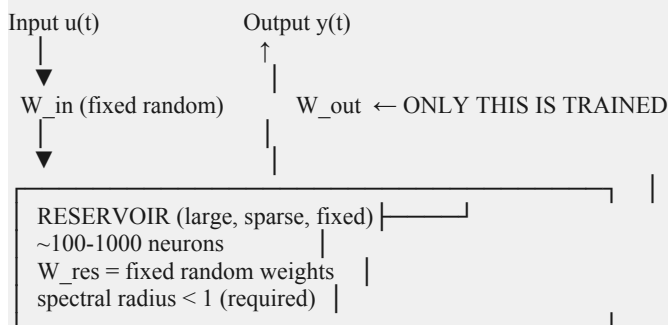 Input u(t) Output y(t)
W_in (fixed random) W_out ← ONLY THIS IS TRAINED
RESERVOIR (large, sparse, fixed)
~100-1000 neurons
W_res = fixed random weights
spectral radius < 1 (required)